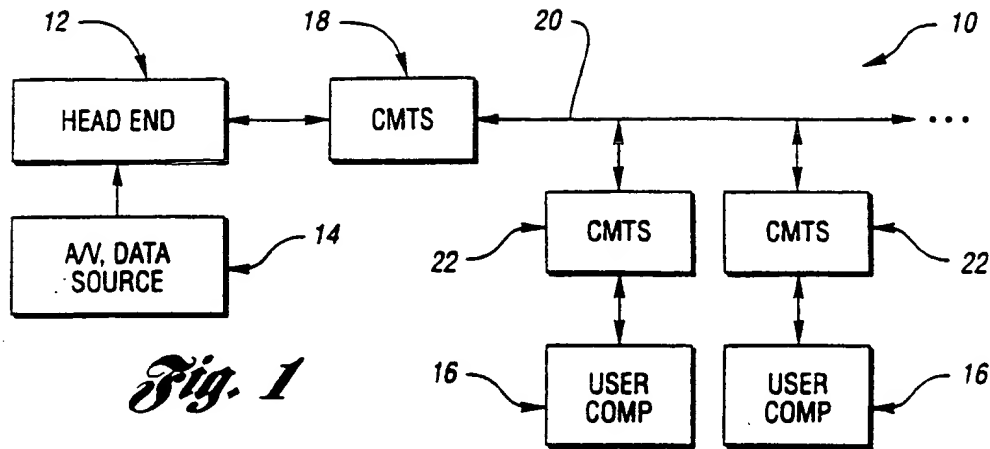 12
18
20
10
HEAD END
CMTS
...
A/V, DATA
SOURCE
14
22
CMTS
CMTS
22
16
USER
COMP
USER
COMP
16
Fig. 1